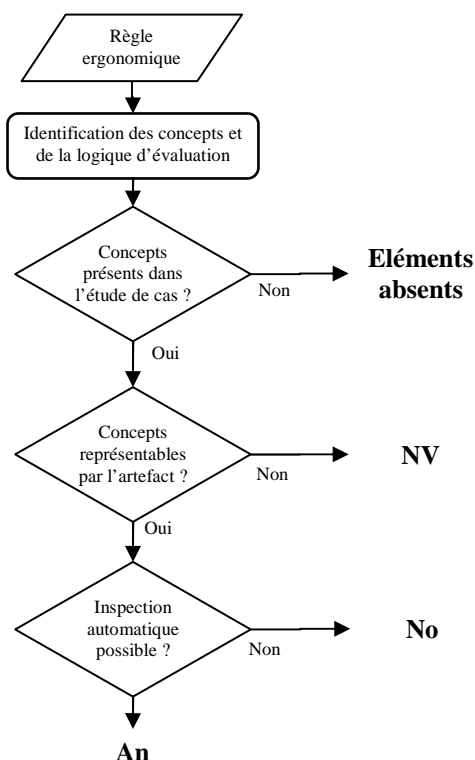 Règle
ergonomique
Identification des concepts et
de la logique d’évaluation
Concepts
présents dans
l’étude de cas ?
Non
Eléments
absents
Oui
Concepts
représentables
par l’artefact ?
Non
NV
Oui
Inspection
automatique
possible ?
Non
No
An